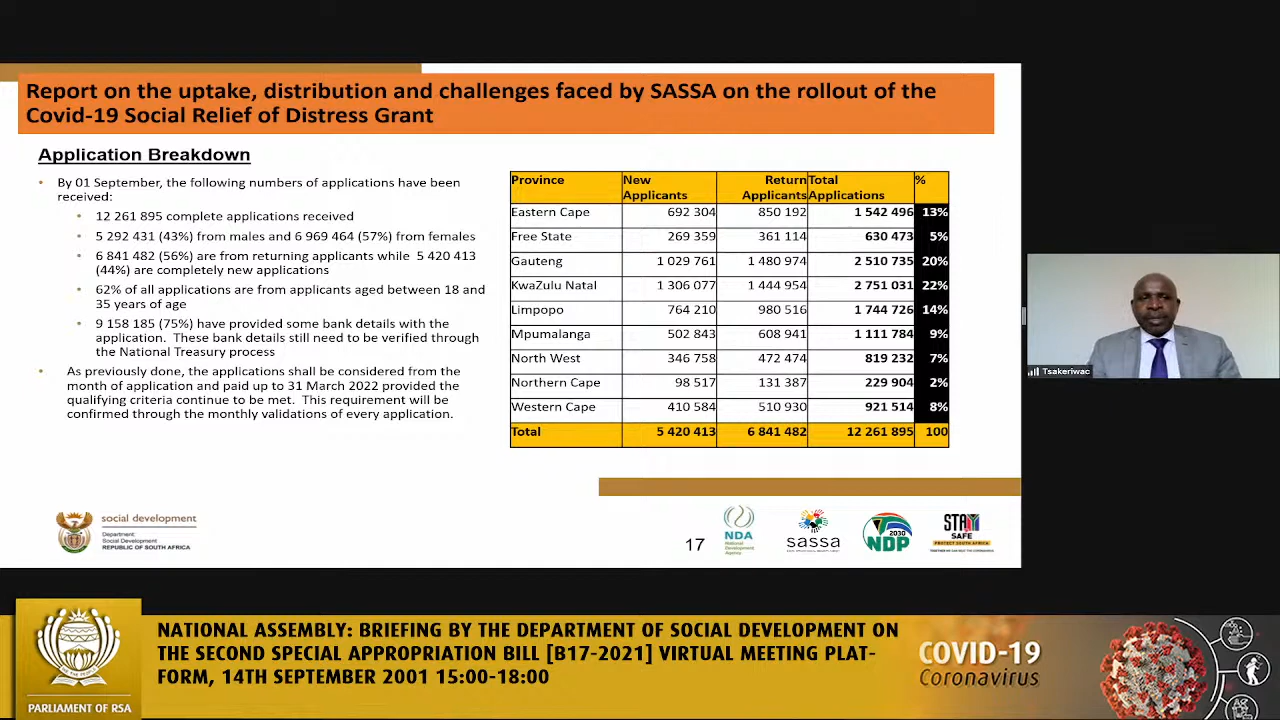 Report on the uptake, distribution and challenges faced by SASSA on the rollout of the
Covid-19 Social Relief of Distress Grant
Application Breakdown
• By 01 September, the following numbers of applications have been
received:
• 12 261 895 complete applications received
• 5 292 431 (43%) from males and 6 969 464 (57%) from females
• 6 841 482 (56%) are from returning applicants while 5 420 413
(44%) are completely new applications
• 62% of all applications are from applicants aged between 18 and
35 years of age
• 9 158 185 (75%) have provided some bank details with the
application. These bank details still need to be verified through
the National Treasury process
• As previously done, the applications shall be considered from the
month of application and paid up to 31 March 2022 provided the
qualifying criteria continue to be met. This requirement will be
confirmed through the monthly validations of every application.
Province New Applicants Return Applicants Total Applications %
Eastern Cape 692 304 850 192 1 542 496 13%
Free State 269 359 361 114 630 473 5%
Gauteng 1 029 761 1 480 974 2 510 735 20%
KwaZulu Natal 1 306 077 1 444 954 2 751 031 22%
Limpopo 764 210 980 516 1 744 726 14%
Mpumalanga 502 843 608 941 1 111 784 9%
North West 346 758 472 474 819 232 7%
Northern Cape 98 517 131 387 229 904 2%
Western Cape 410 584 510 930 921 514 8%
Total 5 420 413 6 841 482 12 261 895 100
Tsakeriwac
social development
Department:
Social Development
REPUBLIC OF SOUTH AFRICA
17
NDA
National
Development
Agency
sassa
2030
NDP
STAY
SAFE
PROTECT SOUTH AFRICA
PARLIAMENT OF RSA
NATIONAL ASSEMBLY: BRIEFING BY THE DEPARTMENT OF SOCIAL DEVELOPMENT ON
THE SECOND SPECIAL APPROPRIATION BILL [B17-2021] VIRTUAL MEETING PLAT-
FORM, 14TH SEPTEMBER 2001 15:00-18:00
COVID-19
Coronavirus